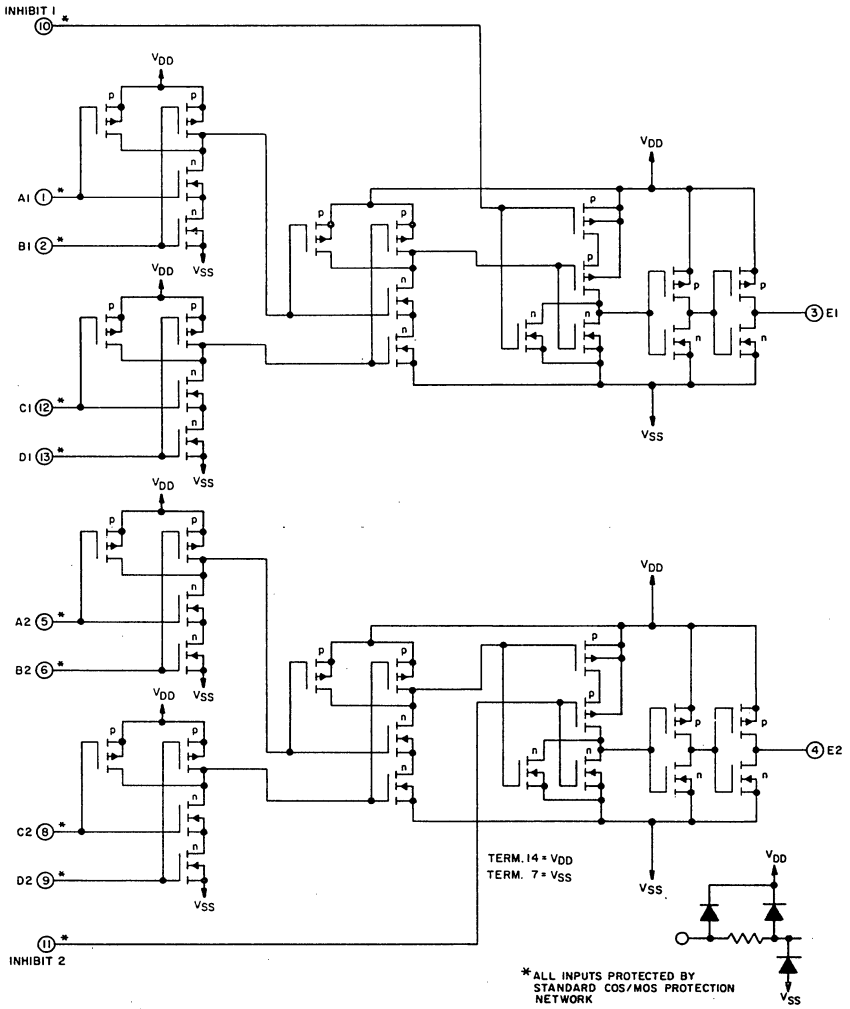 INHIBIT 1
10 *
VDD
p p
n
A1 1 *
n
B1 2 *
VSS
VDD
p p
n
C1 12 *
n
D1 13 *
VSS
p p
n
n
VDD
p
p
n n
p p
n n
3 E1
VSS
VDD
p p
n
A2 5 *
n
B2 6 *
VSS
VDD
p p
n
C2 8 *
n
D2 9 *
VSS
p p
n
n
VDD
p
p
n n
p p
n n
4 E2
VSS
11 *
INHIBIT 2
TERM. 14 = VDD
TERM. 7 = VSS
VDD
VSS
* ALL INPUTS PROTECTED BY
STANDARD COS/MOS PROTECTION
NETWORK